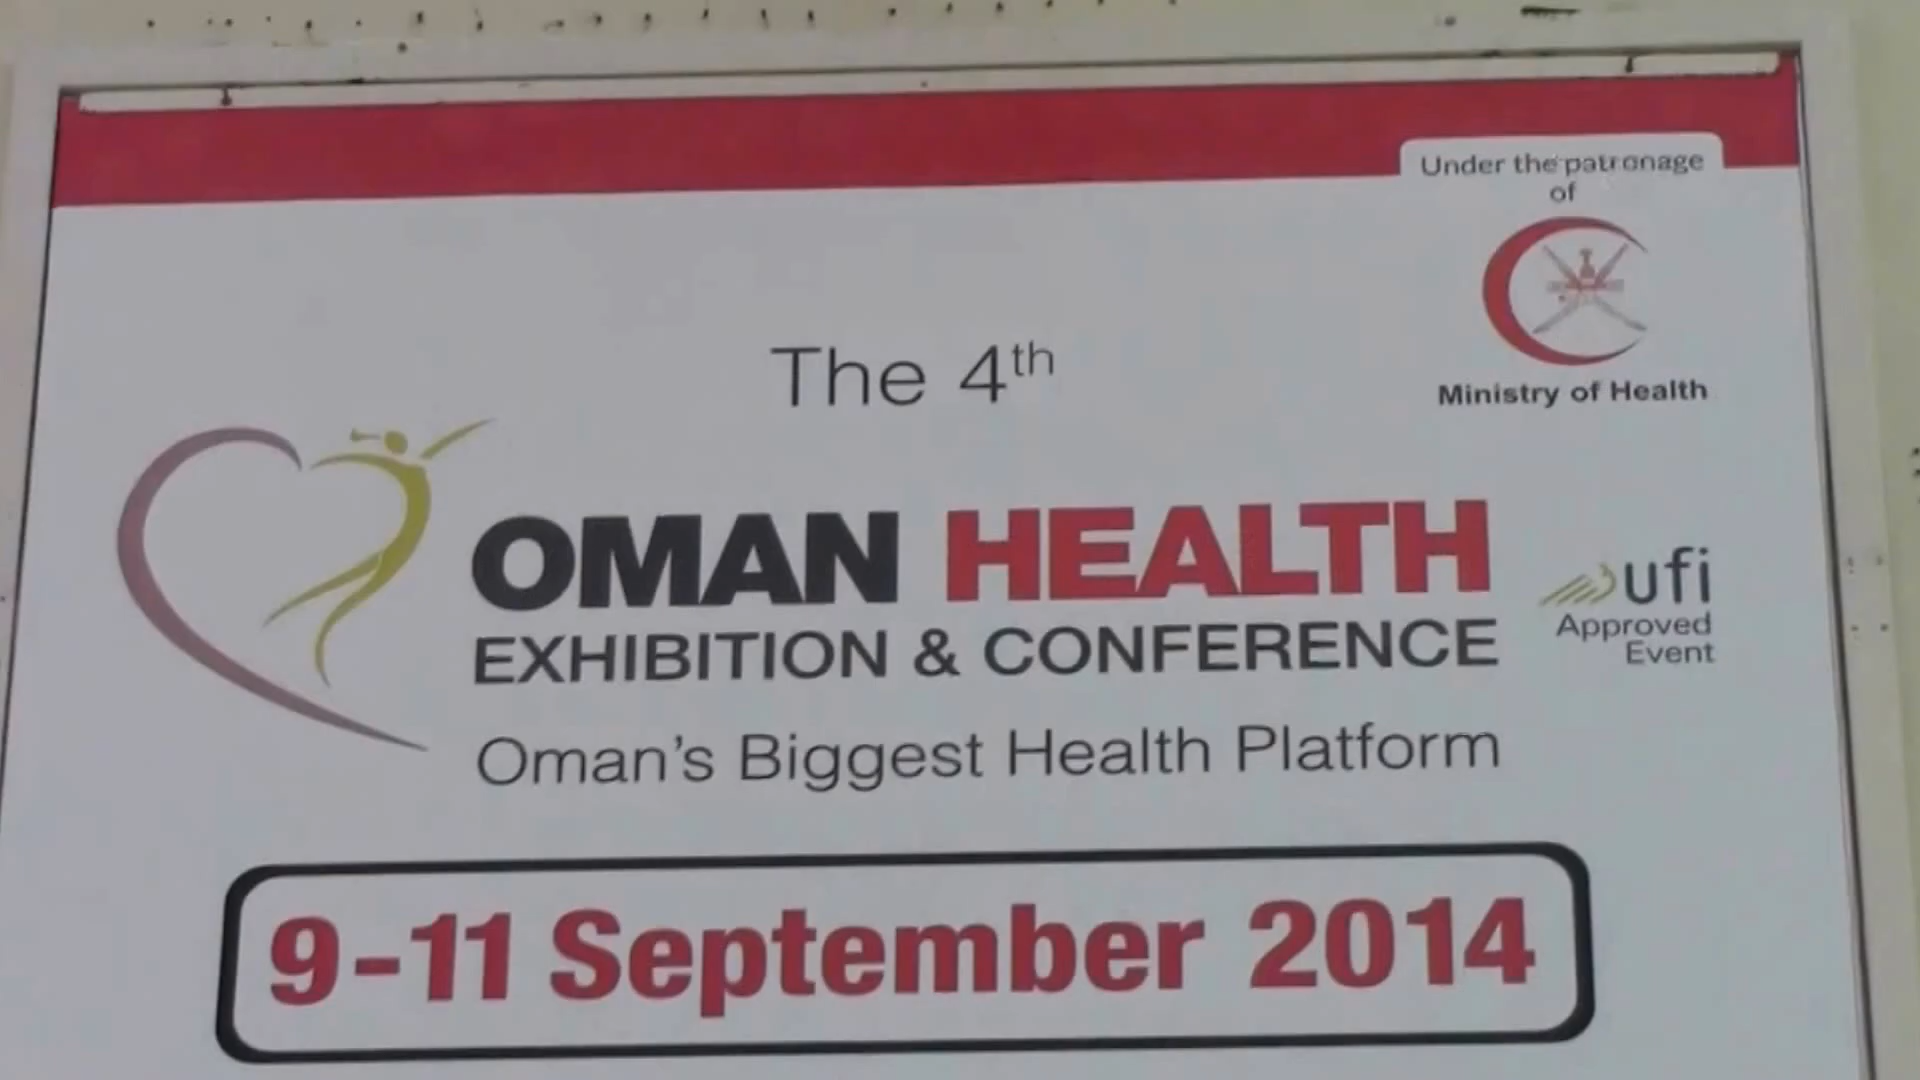 Under the patronage
of
Ministry of Health
The 4th
OMAN HEALTH
EXHIBITION & CONFERENCE
ufi
Approved
Event
Oman's Biggest Health Platform
9-11 September 2014